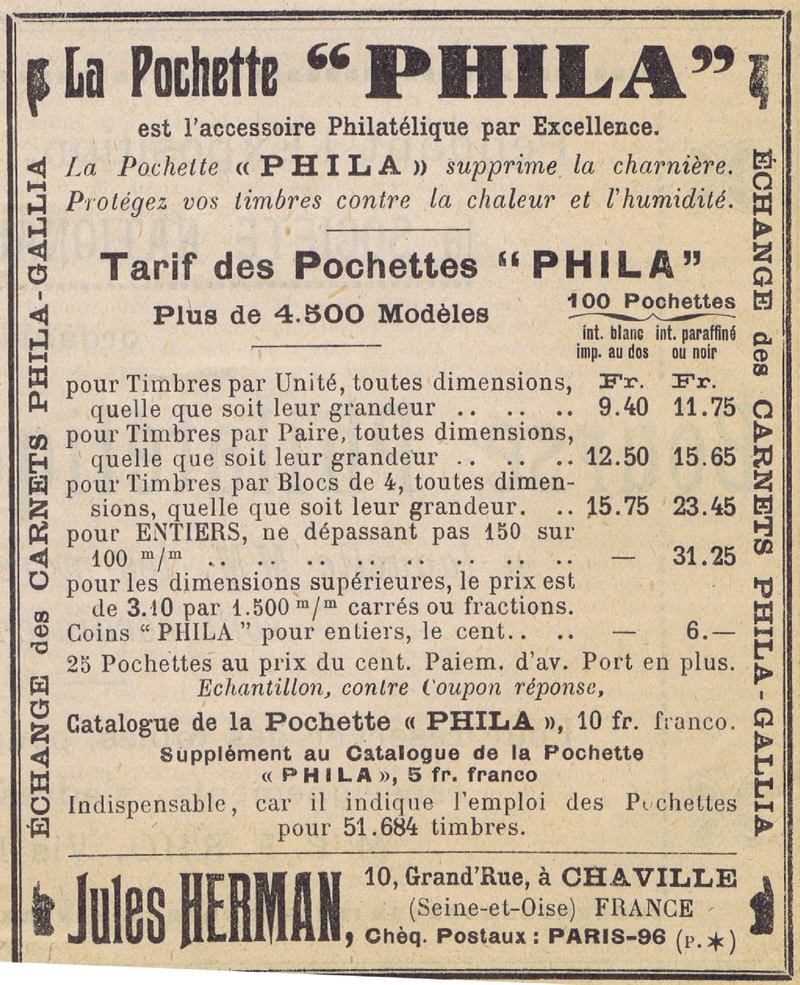 La Pochette “PHILA”
est l'accessoire Philatélique par Excellence.
La Pochette « PHILA » supprime la charnière.
Protégez vos timbres contre la chaleur et l'humidité.
Tarif des Pochettes “PHILA”
Plus de 4.500 Modèles
100 Pochettes
int. blanc int. paraffiné
imp. au dos ou noir
pour Timbres par Unité, toutes dimensions, Fr. Fr.
quelle que soit leur grandeur .. .. .. 9.40 11.75
pour Timbres par Paire, toutes dimensions,
quelle que soit leur grandeur .. .. .. 12.50 15.65
pour Timbres par Blocs de 4, toutes dimen-
sions, quelle que soit leur grandeur. .. 15.75 23.45
pour ENTIERS, ne dépassant pas 150 sur
100 m/m .. .. .. .. .. .. .. .. .. — 31.25
pour les dimensions supérieures, le prix est
de 3.10 par 1.500 m/m carrés ou fractions.
Coins “PHILA” pour entiers, le cent.. .. — 6.—
25 Pochettes au prix du cent. Paiem. d'av. Port en plus.
Echantillon, contre Coupon réponse,
Catalogue de la Pochette « PHILA », 10 fr. franco.
Supplément au Catalogue de la Pochette
« PHILA », 5 fr. franco
Indispensable, car il indique l'emploi des Pochettes
pour 51.684 timbres.
Jules HERMAN,
10, Grand'Rue, à CHAVILLE
(Seine-et-Oise) FRANCE
Chèq. Postaux : PARIS-96 (P.★)
ECHANGE des CARNETS PHILA-GALLIA
ÉCHANGE des CARNETS PHILA-GALLIA